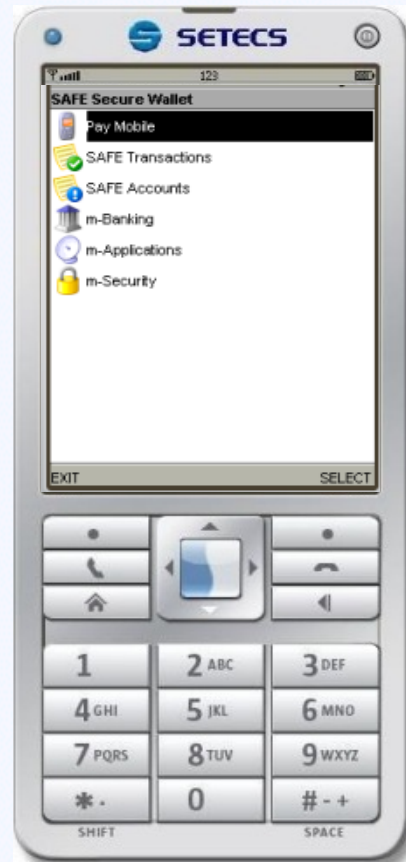 SETECS
123
SAFE Secure Wallet
Pay Mobile
SAFE Transactions
SAFE Accounts
m-Banking
m-Applications
m-Security
EXIT SELECT
1 2 ABC 3 DEF
4 GHI 5 JKL 6 MNO
7 PQRS 8 TUV 9 WXYZ
* . 0 # - +
SHIFT SPACE